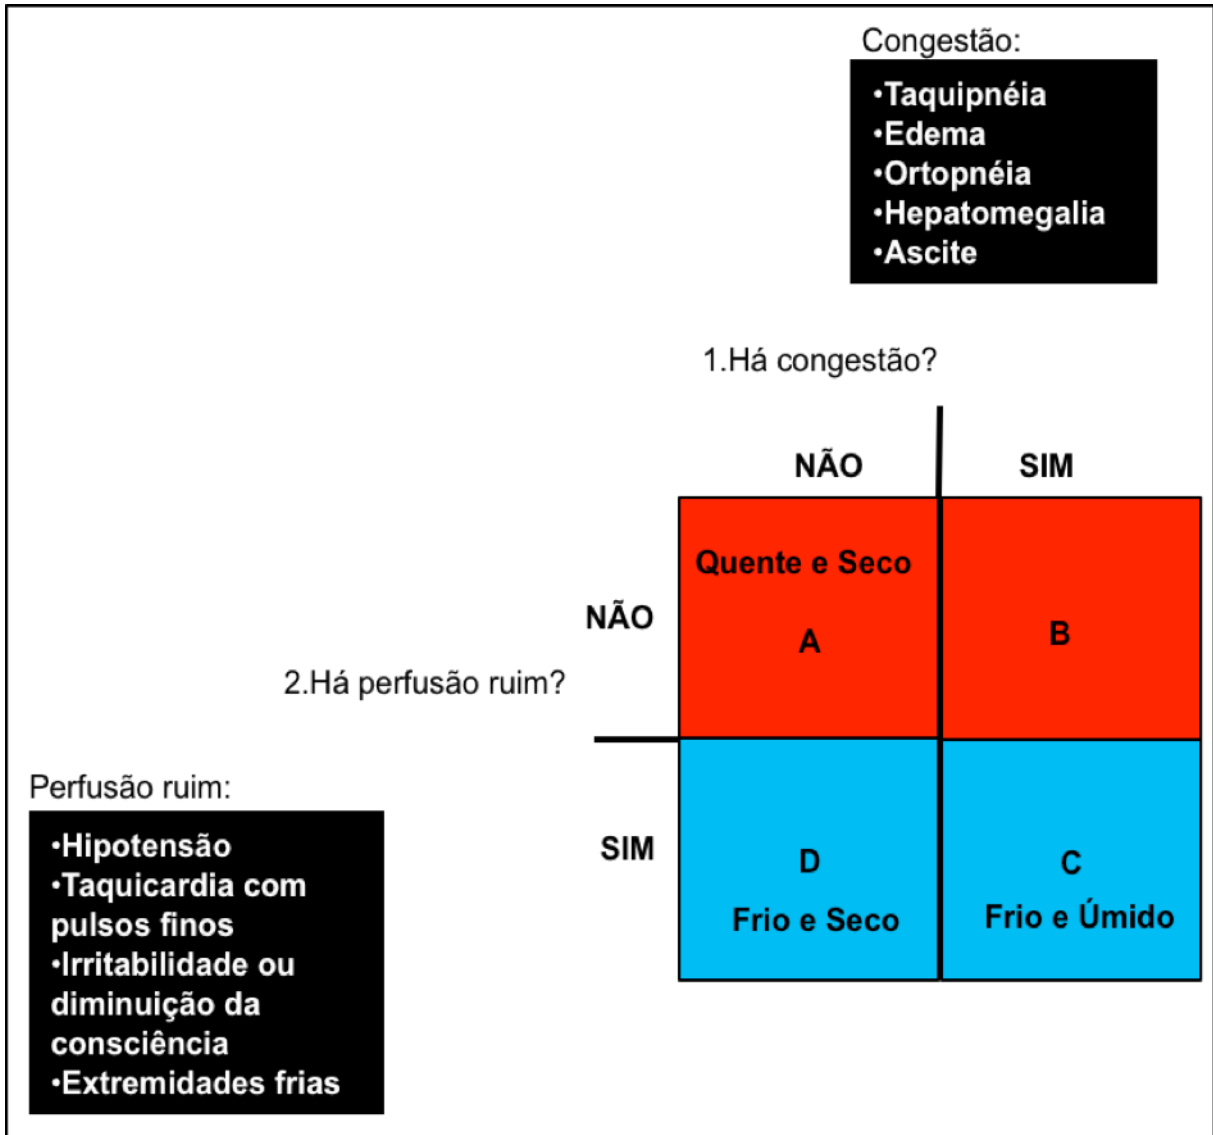 Congestão:
•Taquipnéia
•Edema
•Ortopnéia
•Hepatomegalia
•Ascite
1.Há congestão?
NÃO
SIM
Quente e Seco
NÃO
A
B
2.Há perfusão ruim?
Perfusão ruim:
•Hipotensão
•Taquicardia com
pulsos finos
•Irritabilidade ou
diminuição da
consciência
•Extremidades frias
SIM
D
C
Frio e Seco
Frio e Úmido